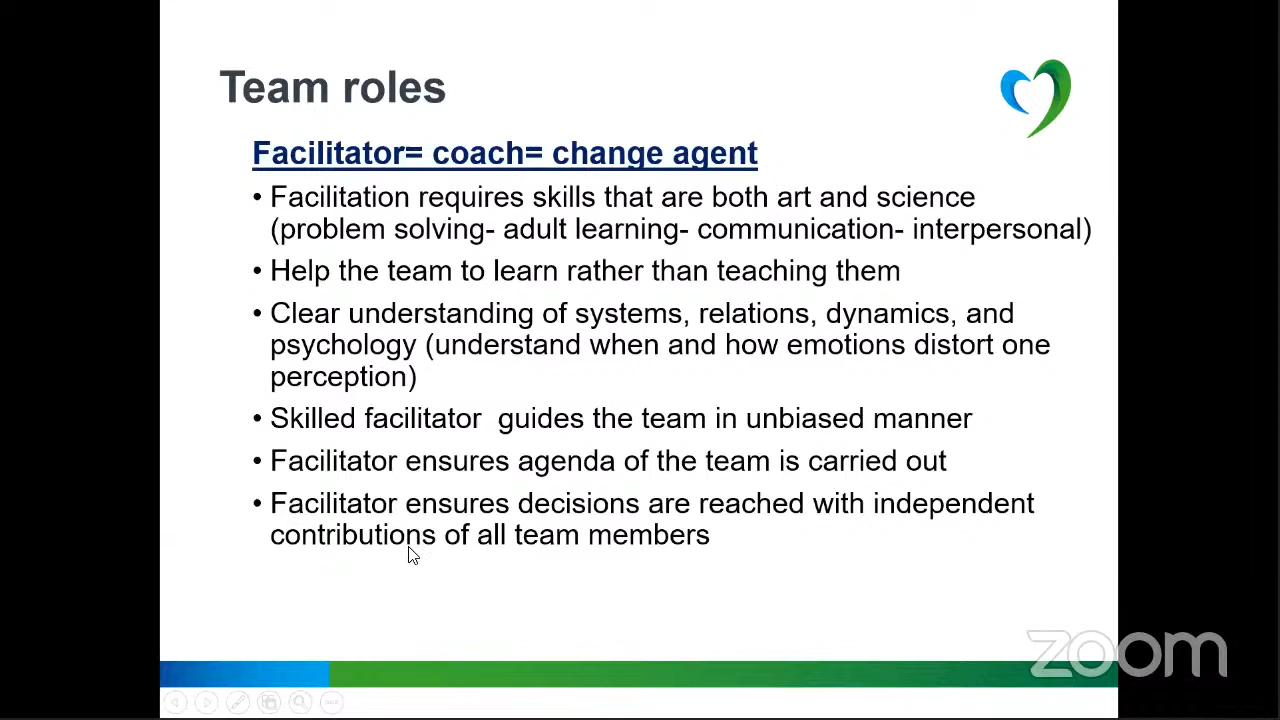 Team roles
Facilitator= coach= change agent
• Facilitation requires skills that are both art and science
(problem solving- adult learning- communication- interpersonal)
• Help the team to learn rather than teaching them
• Clear understanding of systems, relations, dynamics, and
psychology (understand when and how emotions distort one
perception)
• Skilled facilitator  guides the team in unbiased manner
• Facilitator ensures agenda of the team is carried out
• Facilitator ensures decisions are reached with independent
contributions of all team members
zoom